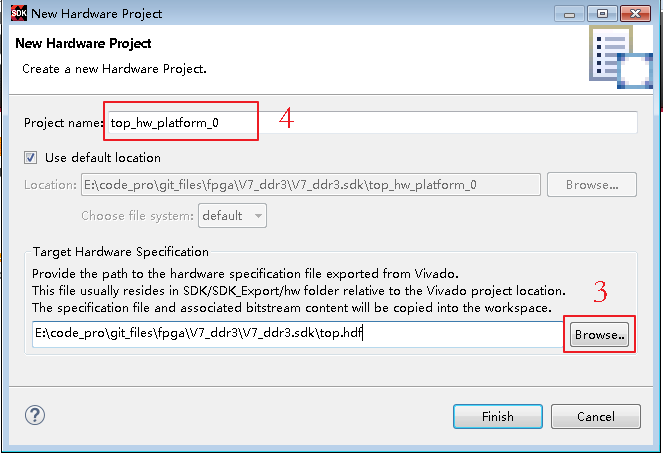 SDK New Hardware Project
New Hardware Project
Create a new Hardware Project.
Project name: top_hw_platform_0 4
Use default location
Location: E:\code_pro\git_files\fpga\V7_ddr3\V7_ddr3.sdk\top_hw_platform_0 Browse...
Choose file system: default
Target Hardware Specification
Provide the path to the hardware specification file exported from Vivado.
This file usually resides in SDK/SDK_Export/hw folder relative to the Vivado project location.
The specification file and associated bitstream content will be copied into the workspace.
3
E:\code_pro\git_files\fpga\V7_ddr3\V7_ddr3.sdk\top.hdf Browse..
? Finish Cancel